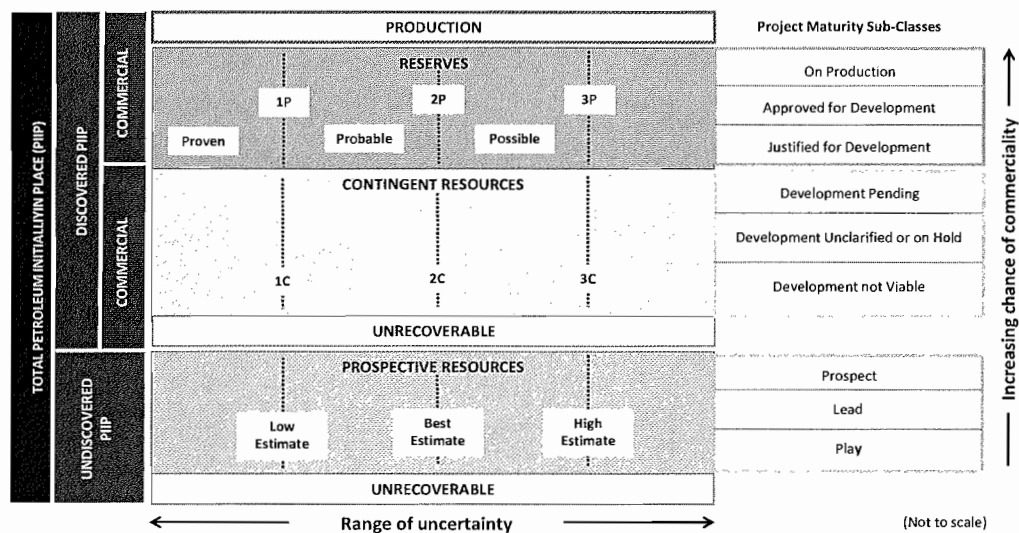 TOTAL PETROLEUM INITIALLIYIN PLACE (PIIP)
DISCOVERED PIIP
COMMERCIAL
COMMERCIAL
UNDISCOVERED
PIIP
PRODUCTION
Project Maturity Sub-Classes
RESERVES
1P
2P
3P
Proven
Probable
Possible
On Production
Approved for Development
Justified for Development
CONTINGENT RESOURCES
1C
2C
3C
Development Pending
Development Unclarified or on Hold
Development not Viable
UNRECOVERABLE
PROSPECTIVE RESOURCES
Low
Estimate
Best
Estimate
High
Estimate
Prospect
Lead
Play
UNRECOVERABLE
Increasing chance of commerciality
Range of uncertainty
(Not to scale)